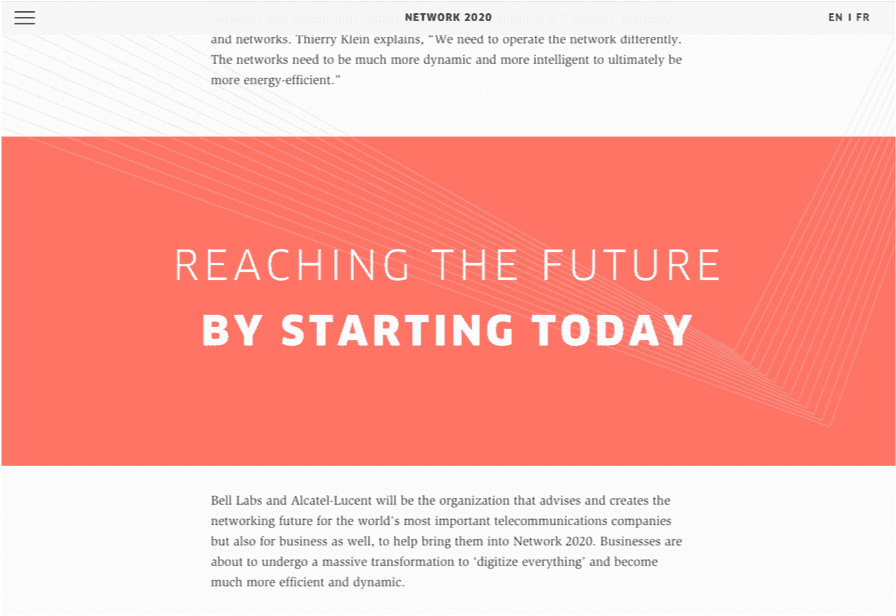 NETWORK 2020
EN I FR
and networks. Thierry Klein explains, “We need to operate the network differently.
The networks need to be much more dynamic and more intelligent to ultimately be
more energy-efficient.”
REACHING THE FUTURE
BY STARTING TODAY
Bell Labs and Alcatel-Lucent will be the organization that advises and creates the
networking future for the world’s most important telecommunications companies
but also for business as well, to help bring them into Network 2020. Businesses are
about to undergo a massive transformation to ‘digitize everything’ and become
much more efficient and dynamic.